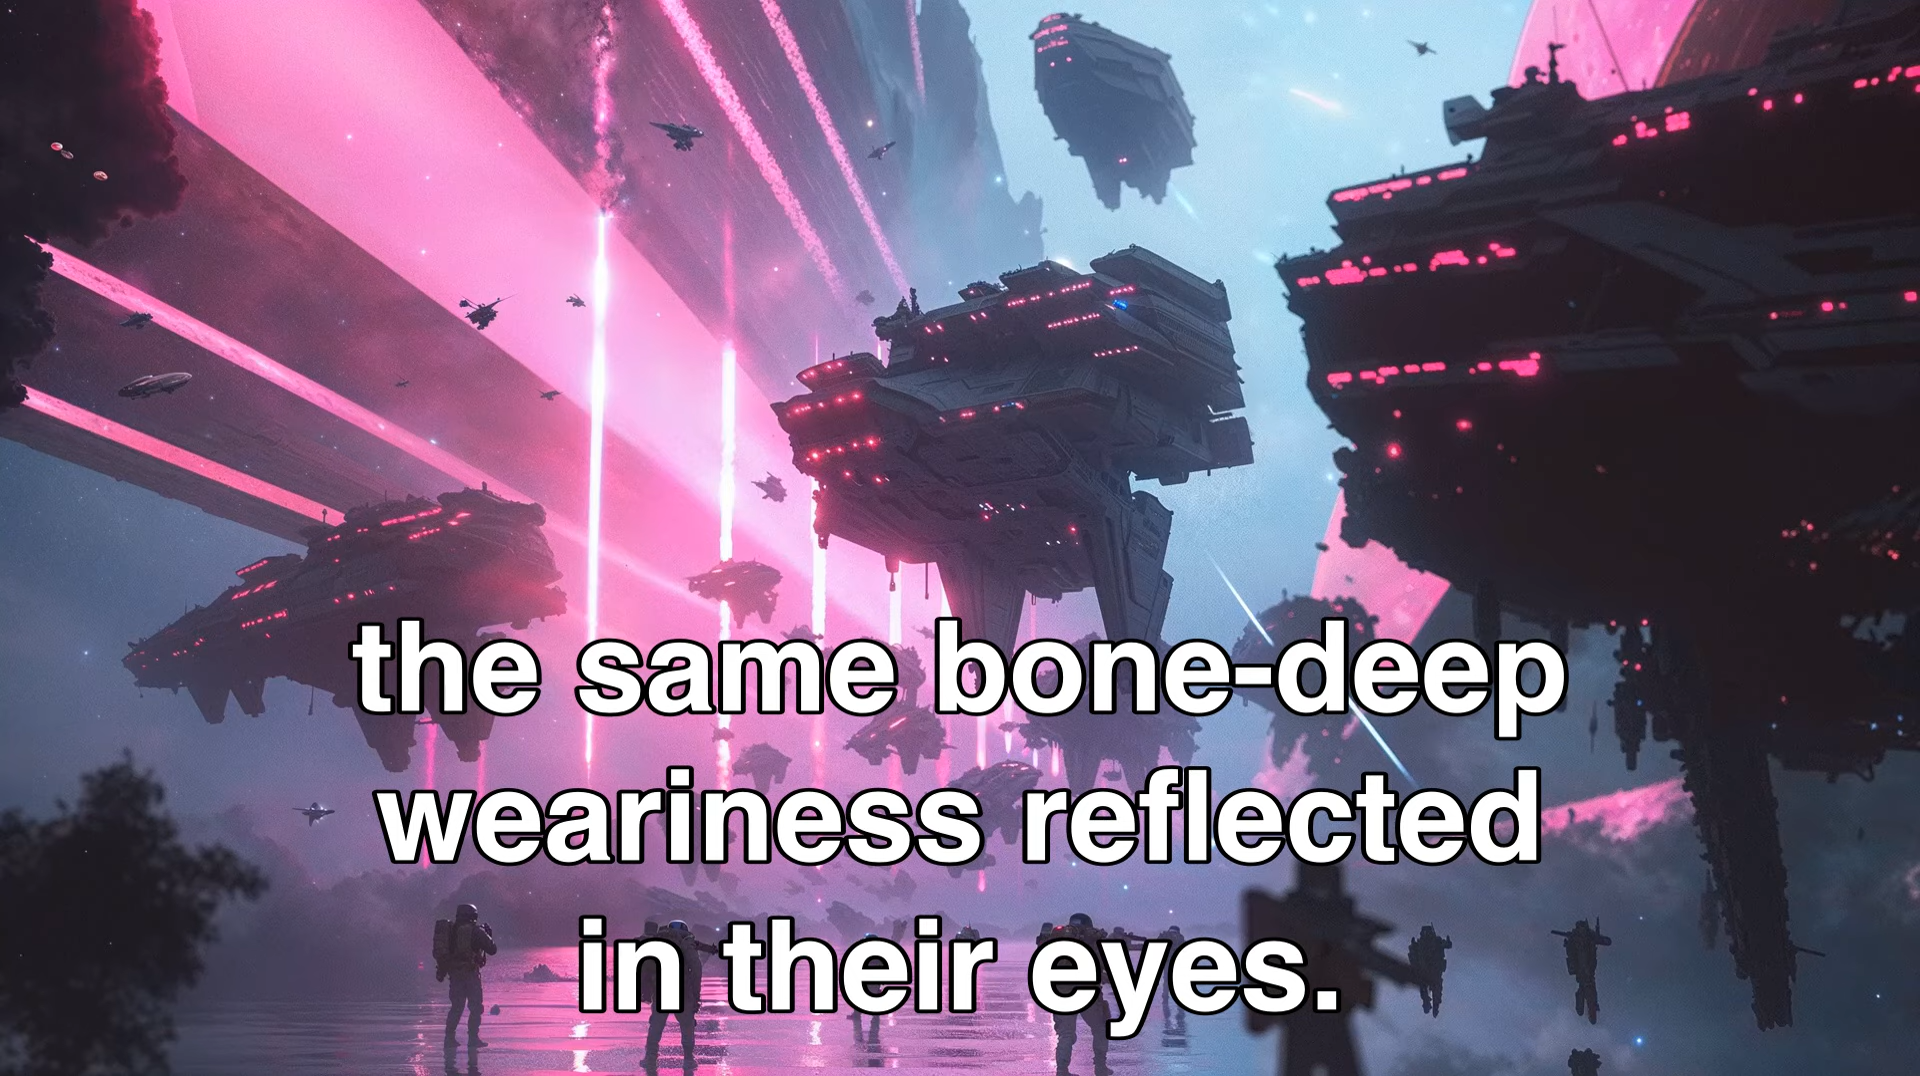 the same bone-deep
weariness reflected
in their eyes.